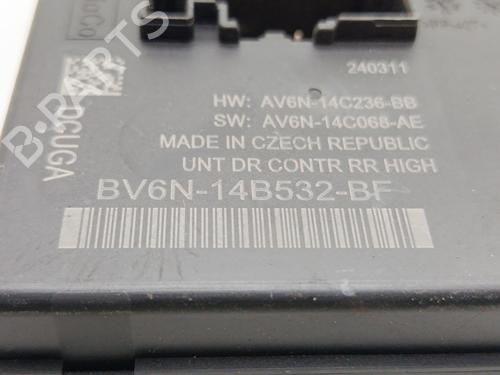 FoCo
240311
HW: AV6N-14C236-BB
SW: AV6N-14C068-AE
MADE IN CZECH REPUBLIC
UNT DR CONTR RR HIGH
BV6N-14B532-BF
DCUGA